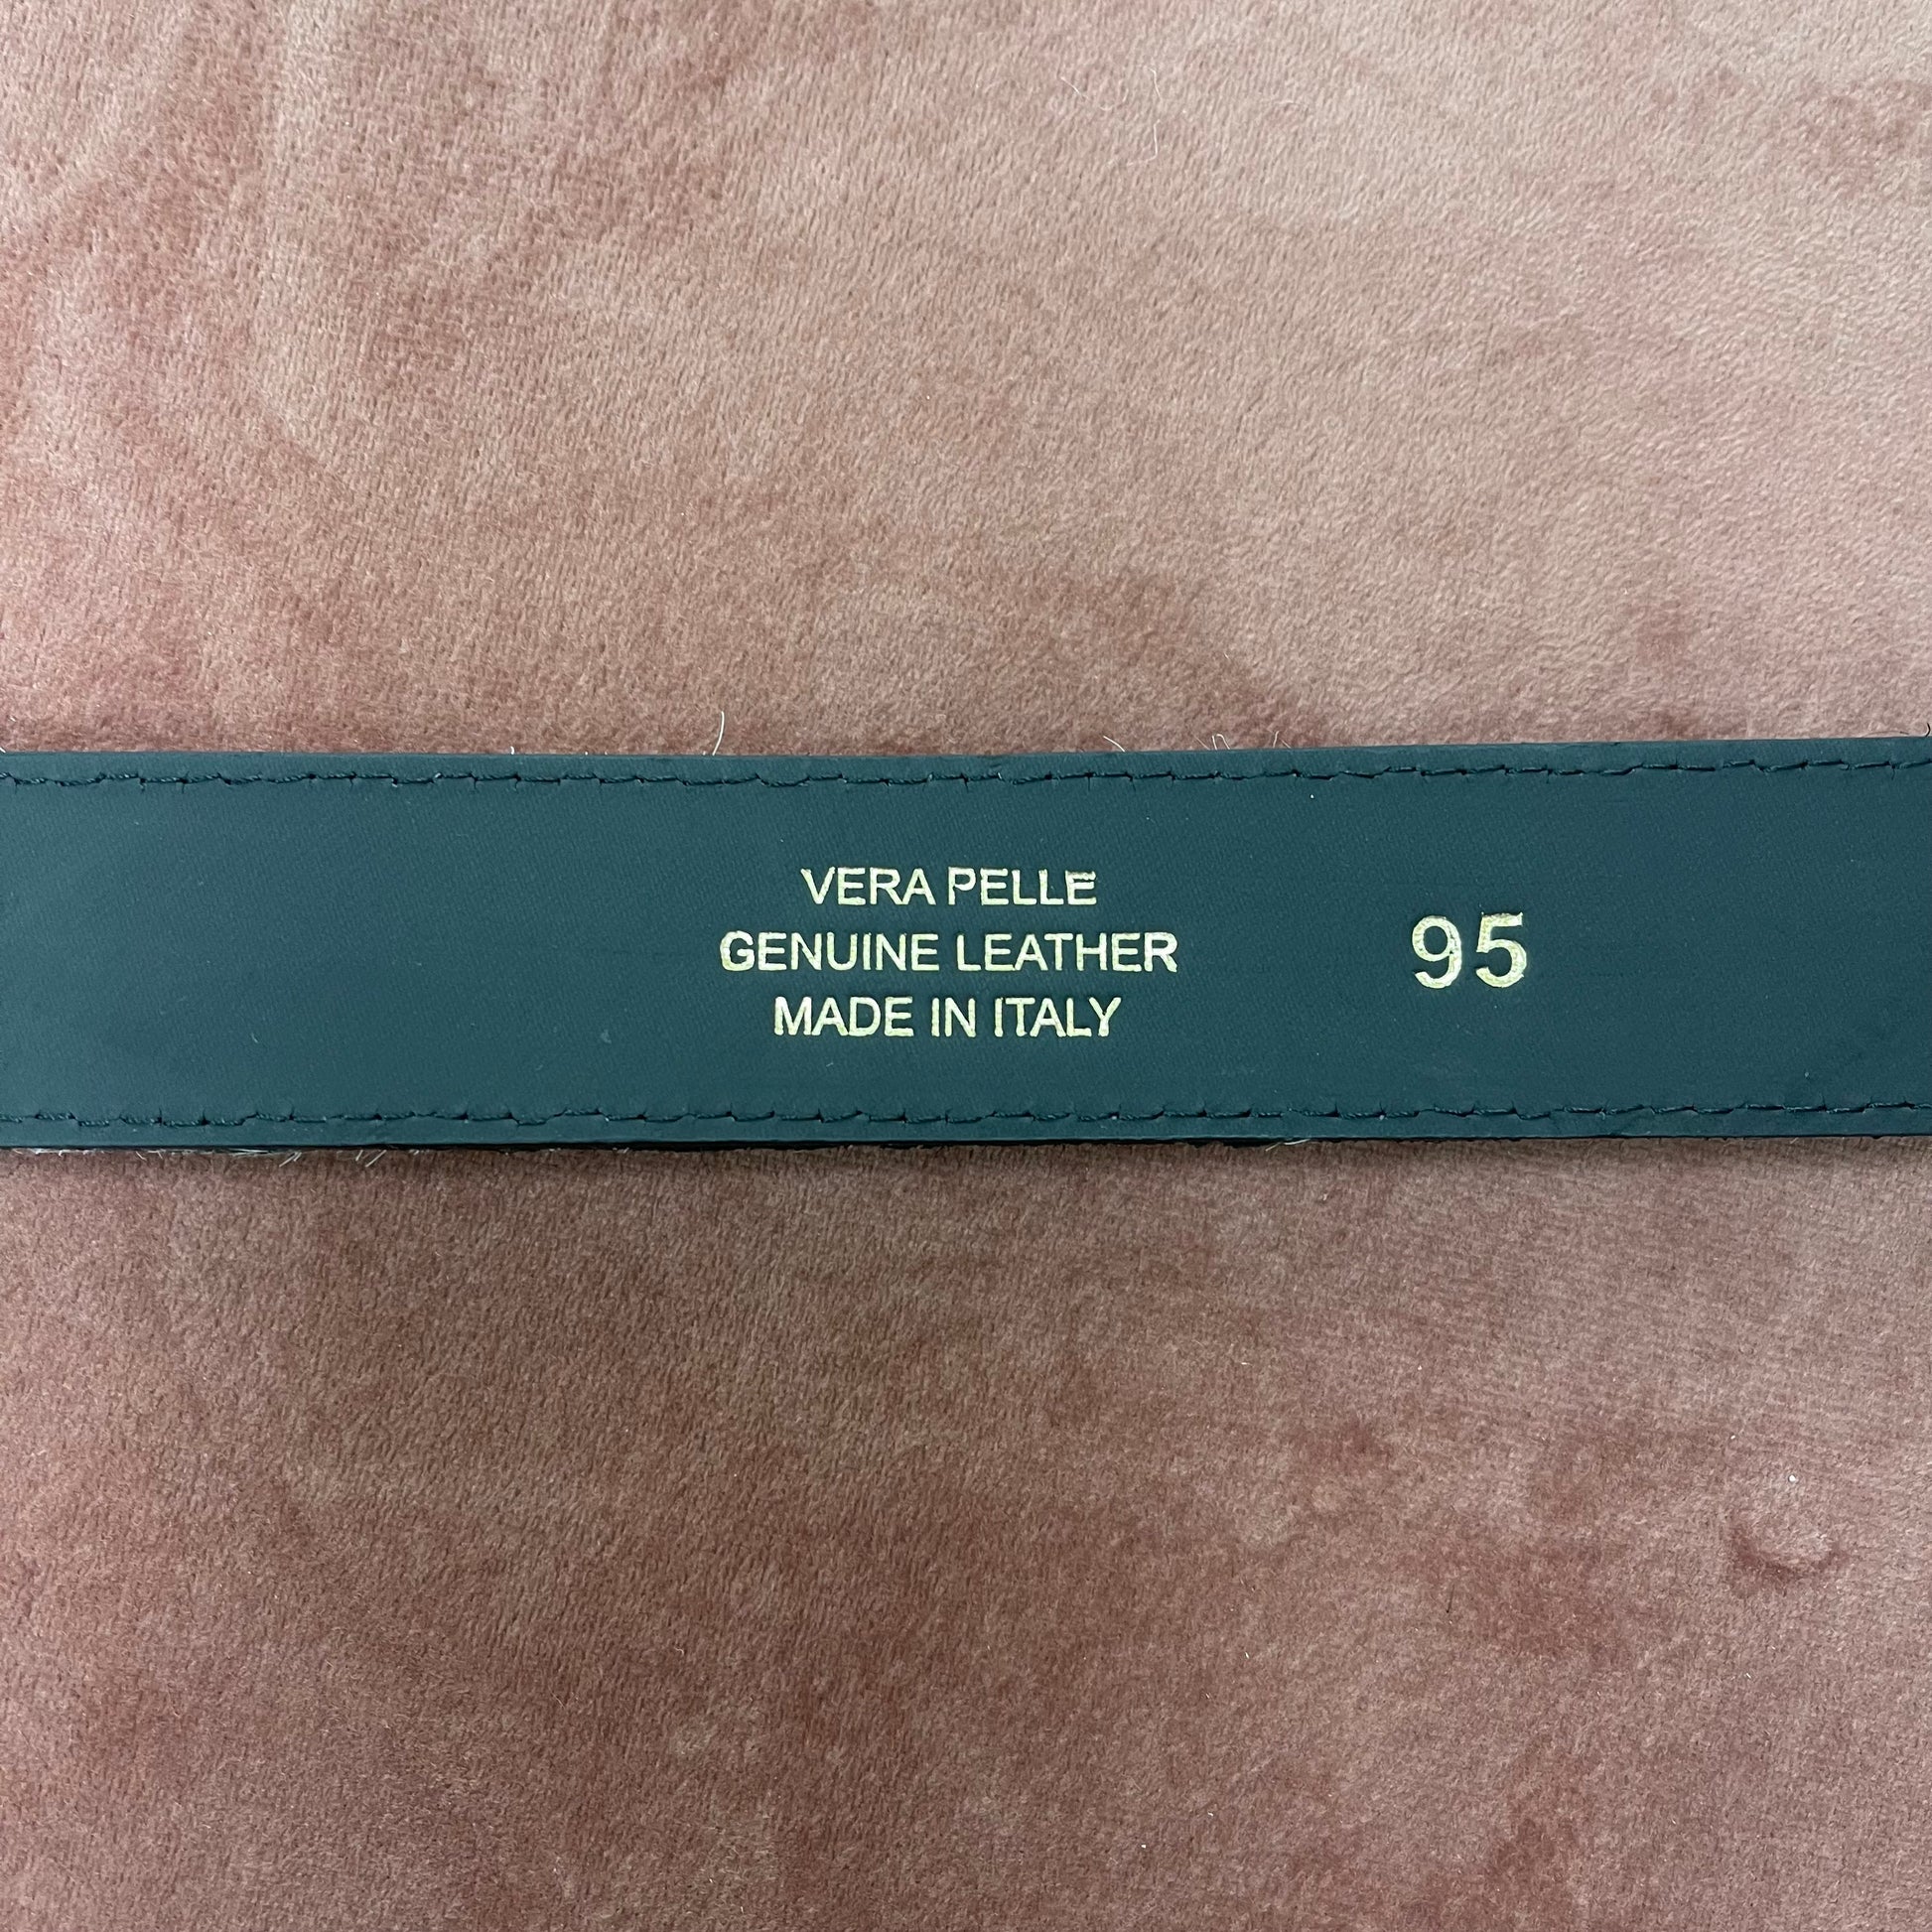 VERA PELLE
GENUINE LEATHER
MADE IN ITALY
95